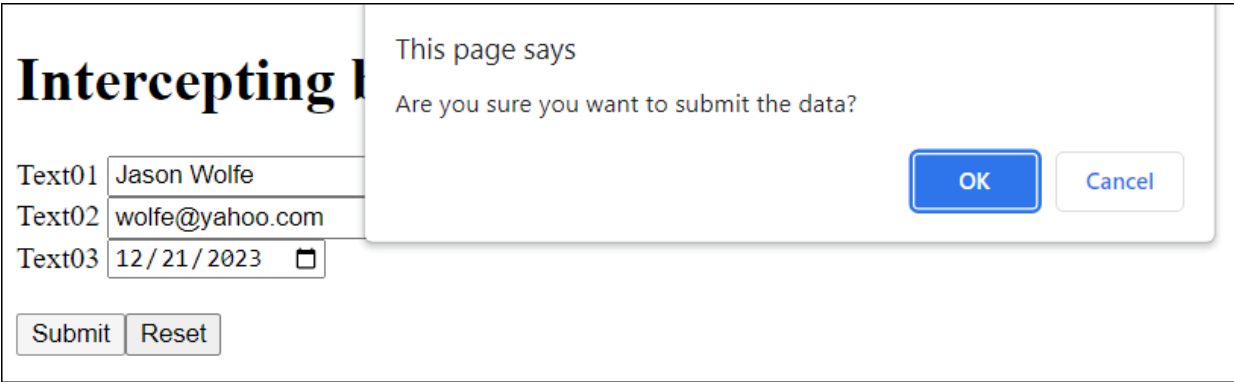 Intercepting
This page says
Are you sure you want to submit the data?
OK
Cancel
Text01 Jason Wolfe
Text02 wolfe@yahoo.com
Text03 12/21/2023
Submit Reset